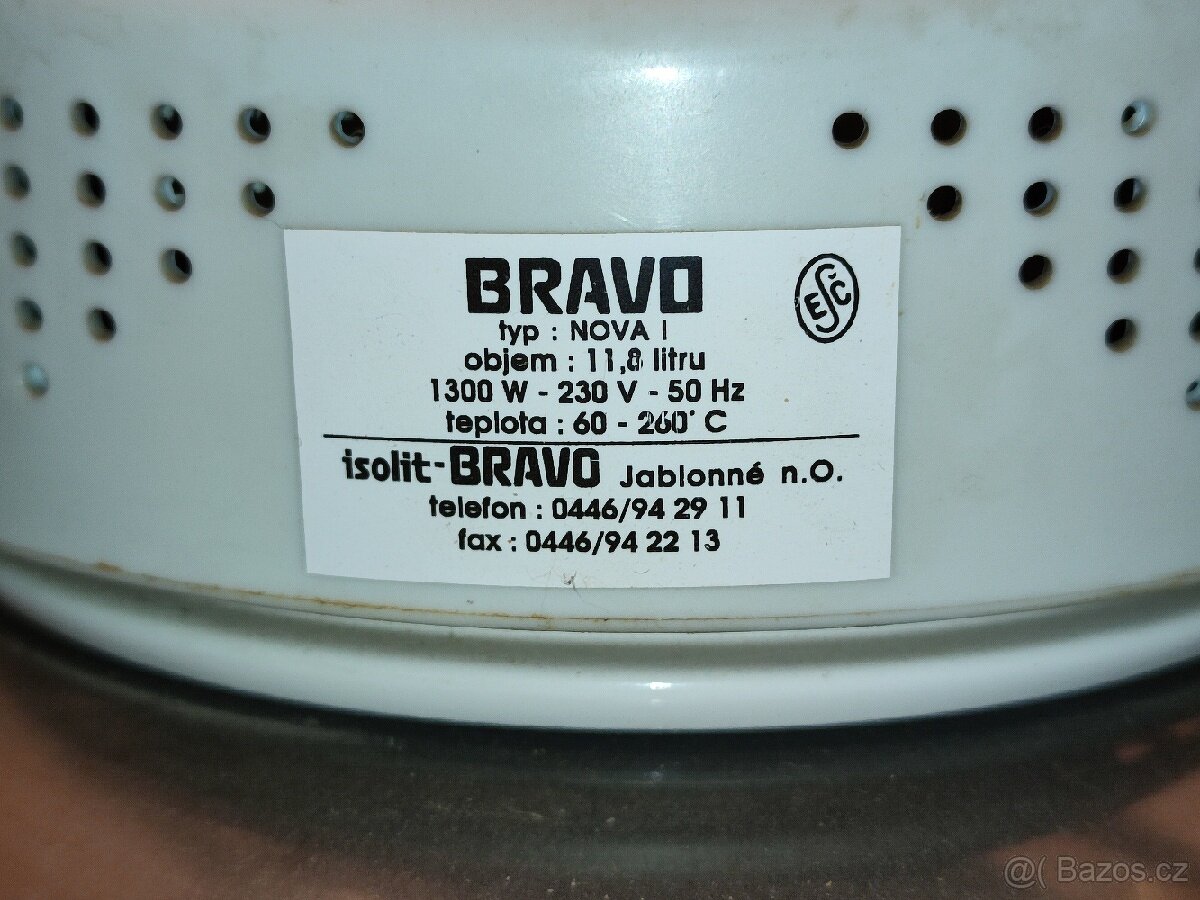 BRAVO
ESČ
typ : NOVA I
objem : 11,8 litru
1300 W - 230 V - 50 Hz
teplota : 60 - 260° C
isolit-BRAVO Jablonné n.O.
telefon : 0446/94 29 11
fax : 0446/94 22 13
@( Bazos.cz